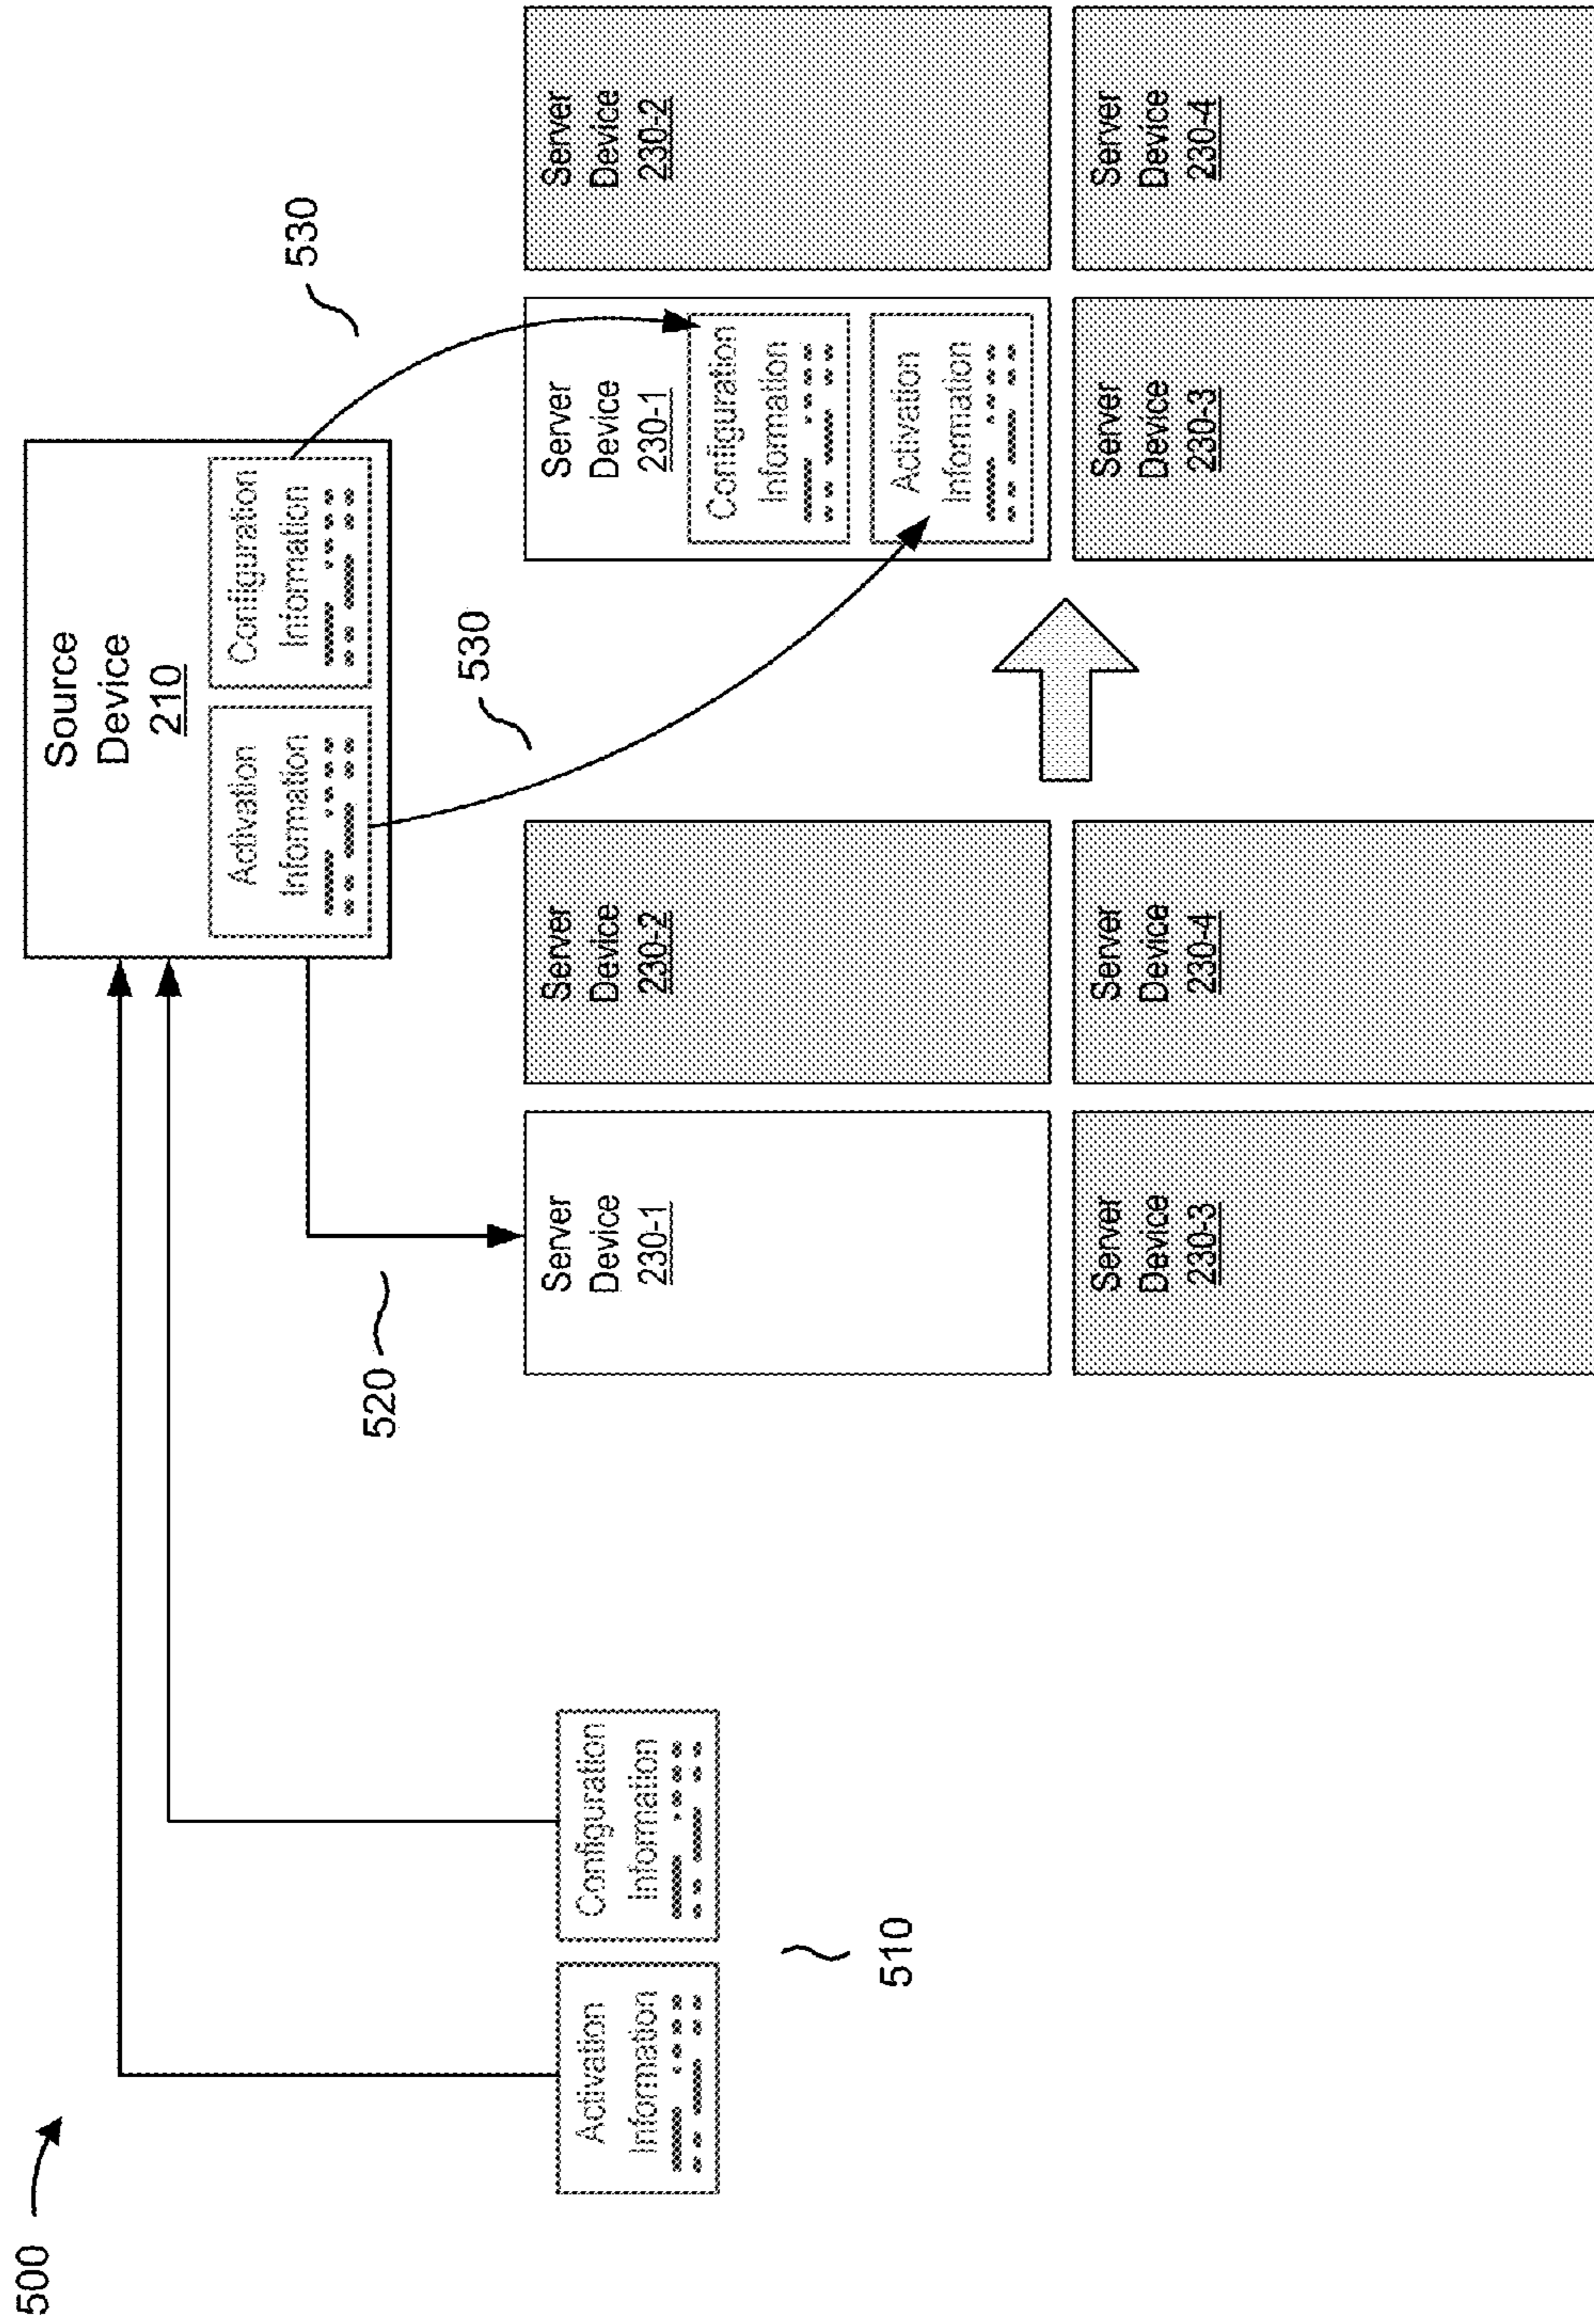 500
Source
Device
210
Activation
Information
Configuration
Information
530
530
520
Activation
Information
Configuration
Information
510
Server
Device
230-1
Server
Device
230-2
Server
Device
230-3
Server
Device
230-4
Server
Device
230-1
Configuration
Information
Activation
Information
Server
Device
230-2
Server
Device
230-3
Server
Device
230-4